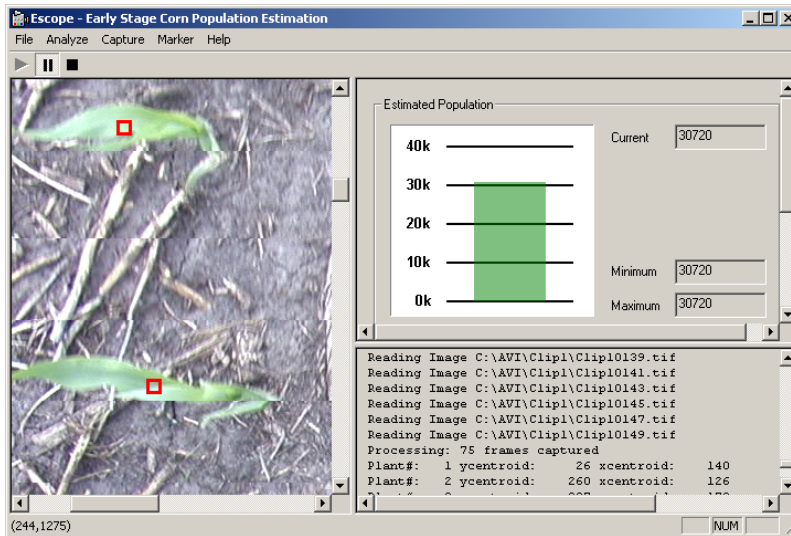 Escope - Early Stage Corn Population Estimation
File Analyze Capture Marker Help
Estimated Population
40k
30k
20k
10k
0k
Current 30720
Minimum 30720
Maximum 30720
Reading Image C:\AVI\Clip1\Clip10139.tif
Reading Image C:\AVI\Clip1\Clip10141.tif
Reading Image C:\AVI\Clip1\Clip10143.tif
Reading Image C:\AVI\Clip1\Clip10145.tif
Reading Image C:\AVI\Clip1\Clip10147.tif
Reading Image C:\AVI\Clip1\Clip10149.tif
Processing: 75 frames captured
Plant#: 1 ycentroid: 26 xcentroid: 140
Plant#: 2 ycentroid: 260 xcentroid: 126
(244,1275)
NUM